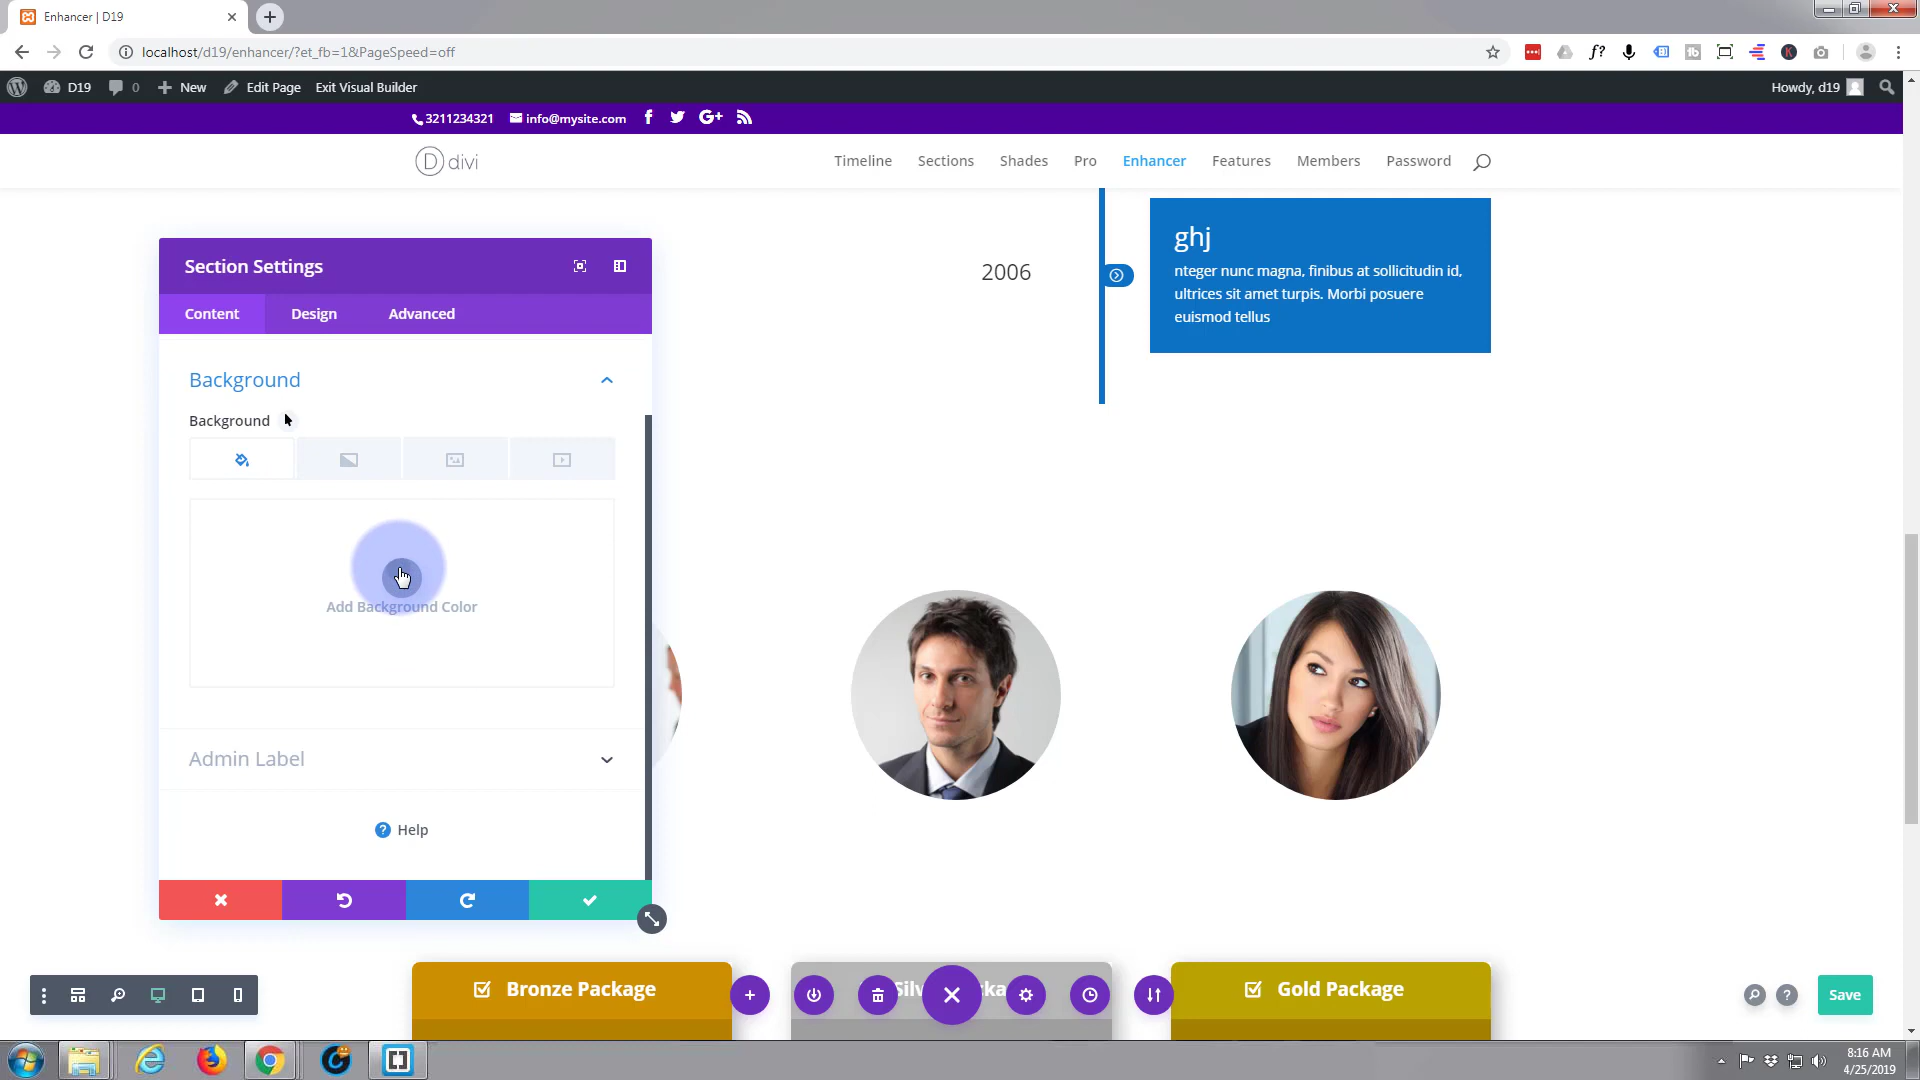 Enhancer | D19
localhost/d19/enhancer/?et_fb=1&PageSpeed=off
D19
0
New
Edit Page
Exit Visual Builder
Howdy, d19
3211234321
info@mysite.com
divi
Timeline
Sections
Shades
Pro
Enhancer
Features
Members
Password
Section Settings
Content
Design
Advanced
Background
Background
Add Background Color
Admin Label
Help
2006
ghj
nteger nunc magna, finibus at sollicitudin id,
ultrices sit amet turpis. Morbi posuere
euismod tellus
Bronze Package
Gold Package
Save
8:16 AM
4/25/2019